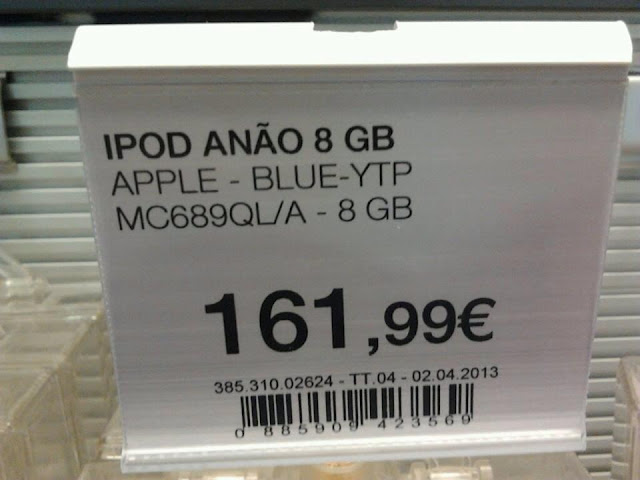 IPOD ANÃO 8 GB
APPLE - BLUE-YTP
MC689QL/A - 8 GB
161,99€
385.310.02624 - TT.04 - 02.04.2013
0 885909 423569